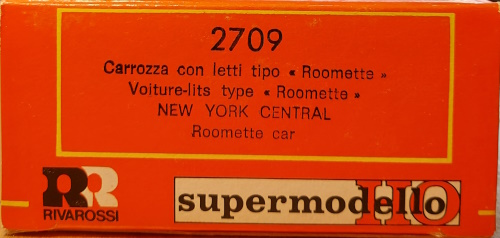 2709
Carrozza con letti tipo « Roomette »
Voiture-lits type « Roomette »
NEW YORK CENTRAL
Roomette car
RR
RIVAROSSI
supermodello HO